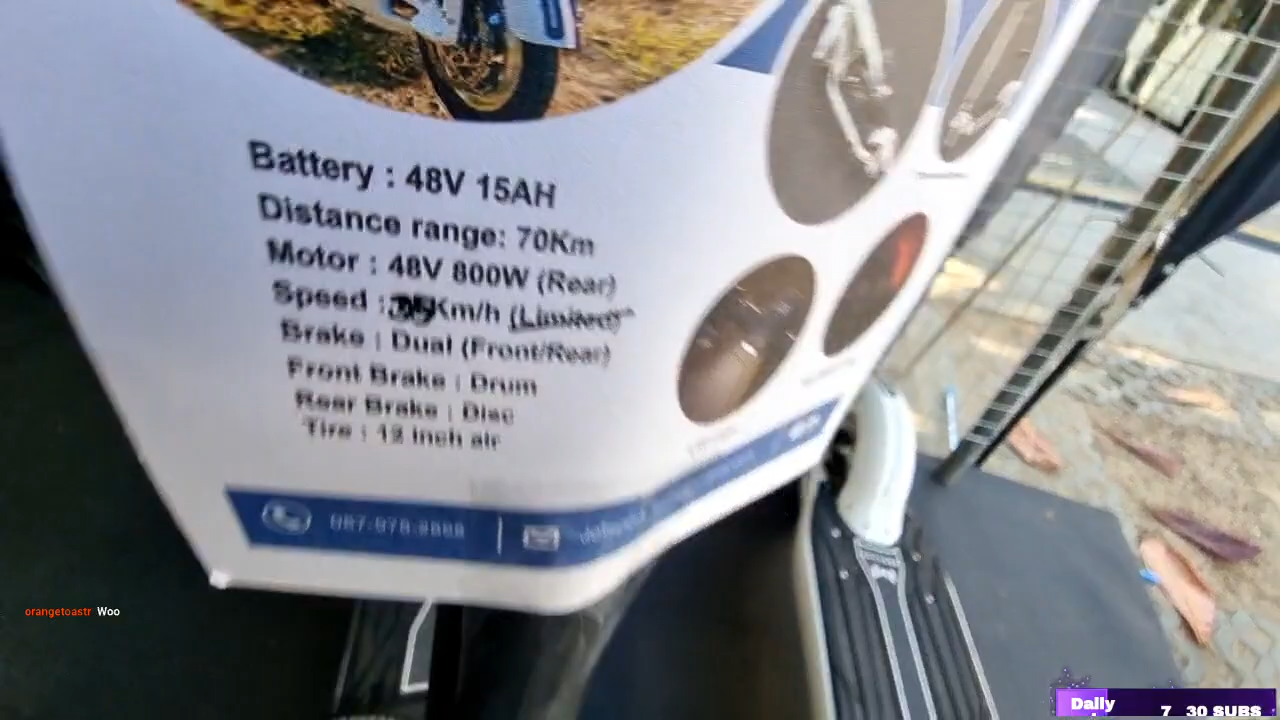 Battery : 48V 15AH
Distance range: 70Km
Motor : 48V 800W (Rear)
Speed : 35Km/h (Limited)
Brake : Dual (Front/Rear)
Front Brake : Drum
Rear Brake : Disc
Tire : 12 inch air
orangetoastr Woo
Daily
7 30 SUBS